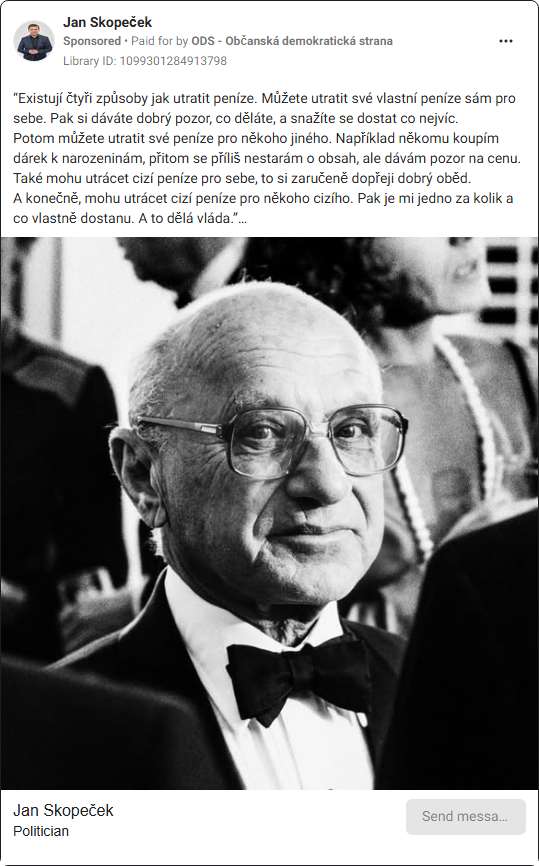 Jan Skopeček
Sponsored • Paid for by ODS - Občanská demokratická strana
Library ID: 1099301284913798
“Existují čtyři způsoby jak utratit peníze. Můžete utratit své vlastní peníze sám pro
sebe. Pak si dáváte dobrý pozor, co děláte, a snažíte se dostat co nejvíc.
Potom můžete utratit své peníze pro někoho jiného. Například někomu koupím
dárek k narozeninám, přitom se příliš nestarám o obsah, ale dávám pozor na cenu.
Také mohu utrácet cizí peníze pro sebe, to si zaručeně dopřeji dobrý oběd.
A konečně, mohu utrácet cizí peníze pro někoho cizího. Pak je mi jedno za kolik a
co vlastně dostanu. A to dělá vláda.”...
Jan Skopeček
Politician
Send messa...